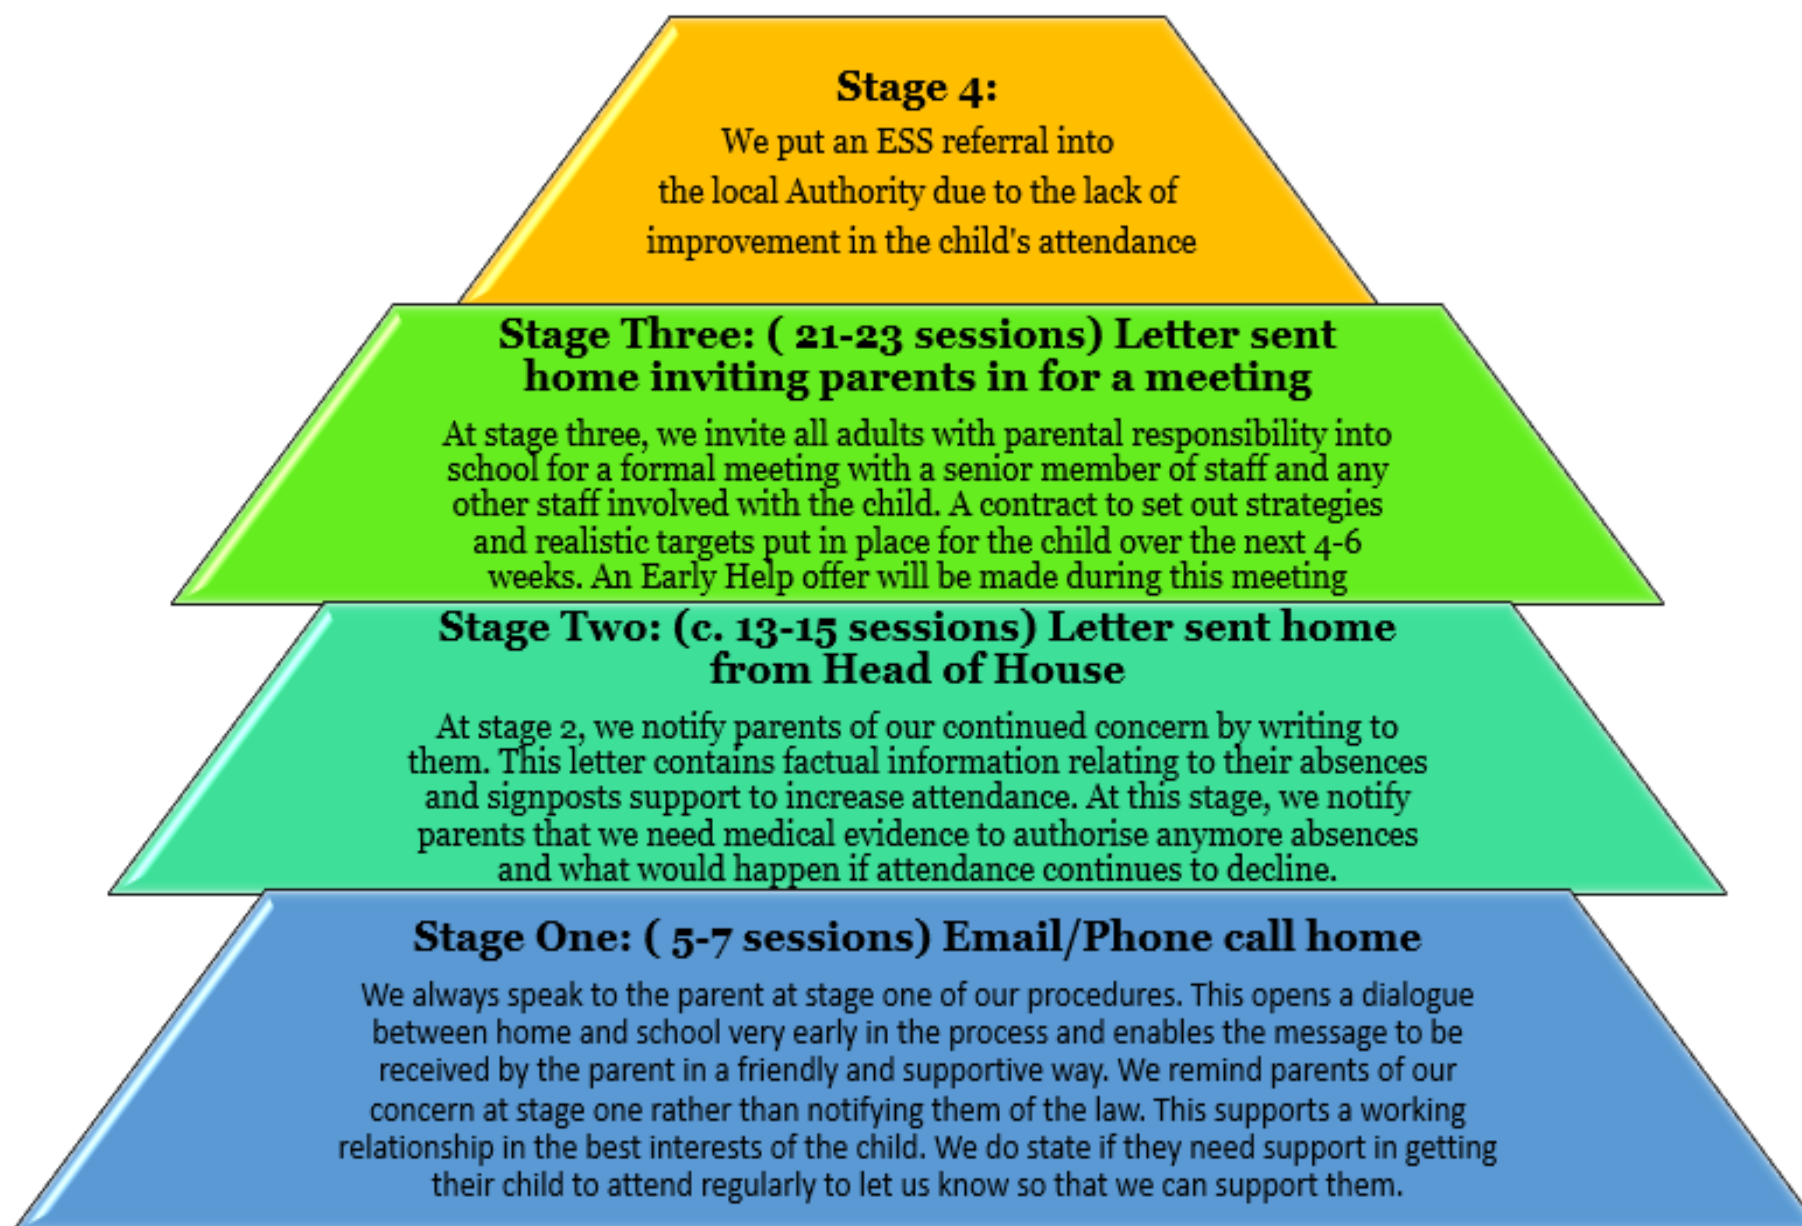 Stage 4:
We put an ESS referral into
the local Authority due to the lack of
improvement in the child's attendance
Stage Three: ( 21-23 sessions) Letter sent
home inviting parents in for a meeting
At stage three, we invite all adults with parental responsibility into
school for a formal meeting with a senior member of staff and any
other staff involved with the child. A contract to set out strategies
and realistic targets put in place for the child over the next 4-6
weeks. An Early Help offer will be made during this meeting
Stage Two: (c. 13-15 sessions) Letter sent home
from Head of House
At stage 2, we notify parents of our continued concern by writing to
them. This letter contains factual information relating to their absences
and signposts support to increase attendance. At this stage, we notify
parents that we need medical evidence to authorise anymore absences
and what would happen if attendance continues to decline.
Stage One: ( 5-7 sessions) Email/Phone call home
We always speak to the parent at stage one of our procedures. This opens a dialogue
between home and school very early in the process and enables the message to be
received by the parent in a friendly and supportive way. We remind parents of our
concern at stage one rather than notifying them of the law. This supports a working
relationship in the best interests of the child. We do state if they need support in getting
their child to attend regularly to let us know so that we can support them.